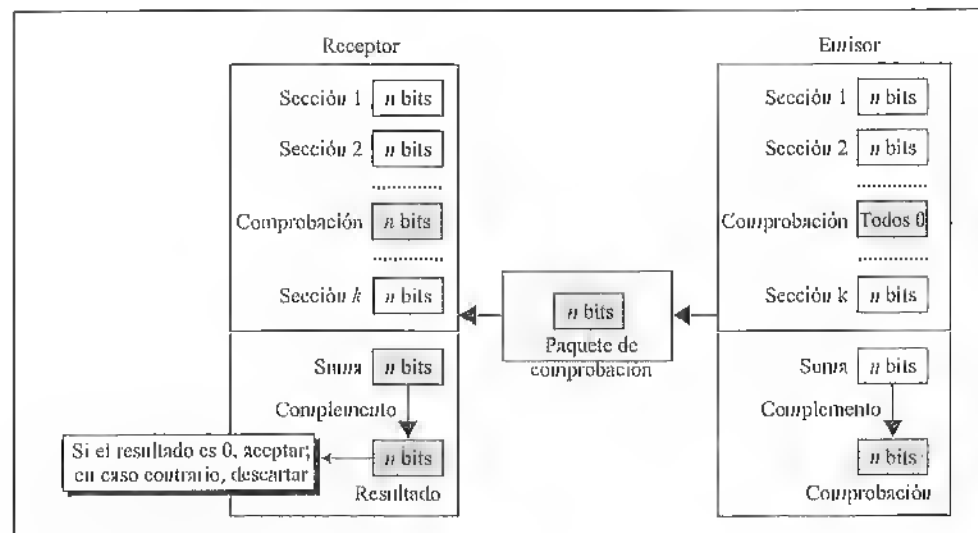 Receptor
Sección 1 n bits
Sección 2 n bits
Comprobación n bits
Sección k n bits
Suma n bits
Complemento
n bits
Resultado
Si el resultado es 0, aceptar;
en caso contrario, descartar
n bits
Paquete de
comprobación
Emisor
Sección 1 n bits
Sección 2 n bits
Comprobación Todos 0
Sección k n bits
Suma n bits
Complemento
n bits
Comprobación